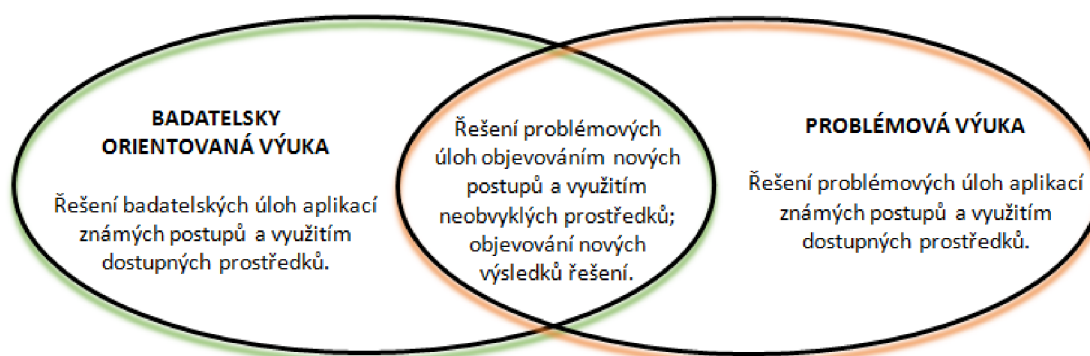 BADATELSKY
ORIENTOVANÁ VÝUKA
Řešení badatelských úloh aplikací
známých postupů a využitím
dostupných prostředků.
Řešení problémových
úloh objevováním nových
postupů a využitím
neobvyklých prostředků;
objevování nových
výsledků řešení.
PROBLÉMOVÁ VÝUKA
Řešení problémových úloh aplikací
známých postupů a využitím
dostupných prostředků.